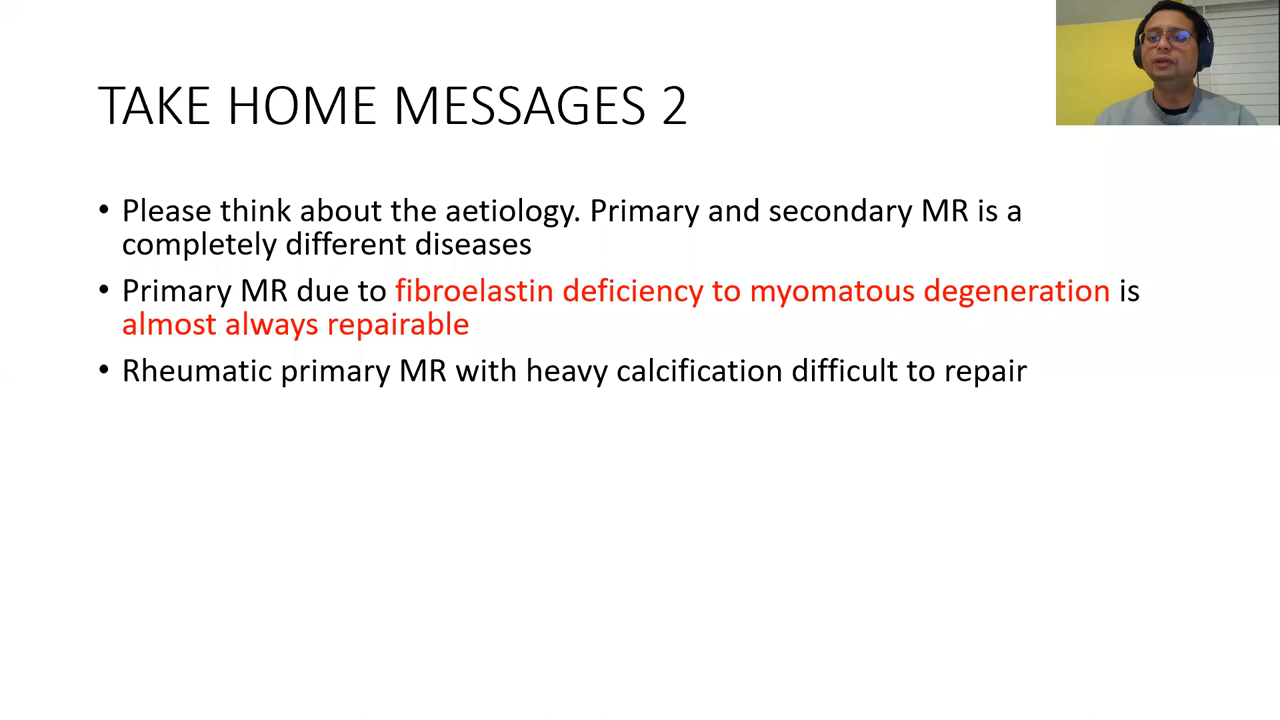 TAKE HOME MESSAGES 2
• Please think about the aetiology. Primary and secondary MR is a
completely different diseases
• Primary MR due to fibroelastin deficiency to myomatous degeneration is
almost always repairable
• Rheumatic primary MR with heavy calcification difficult to repair